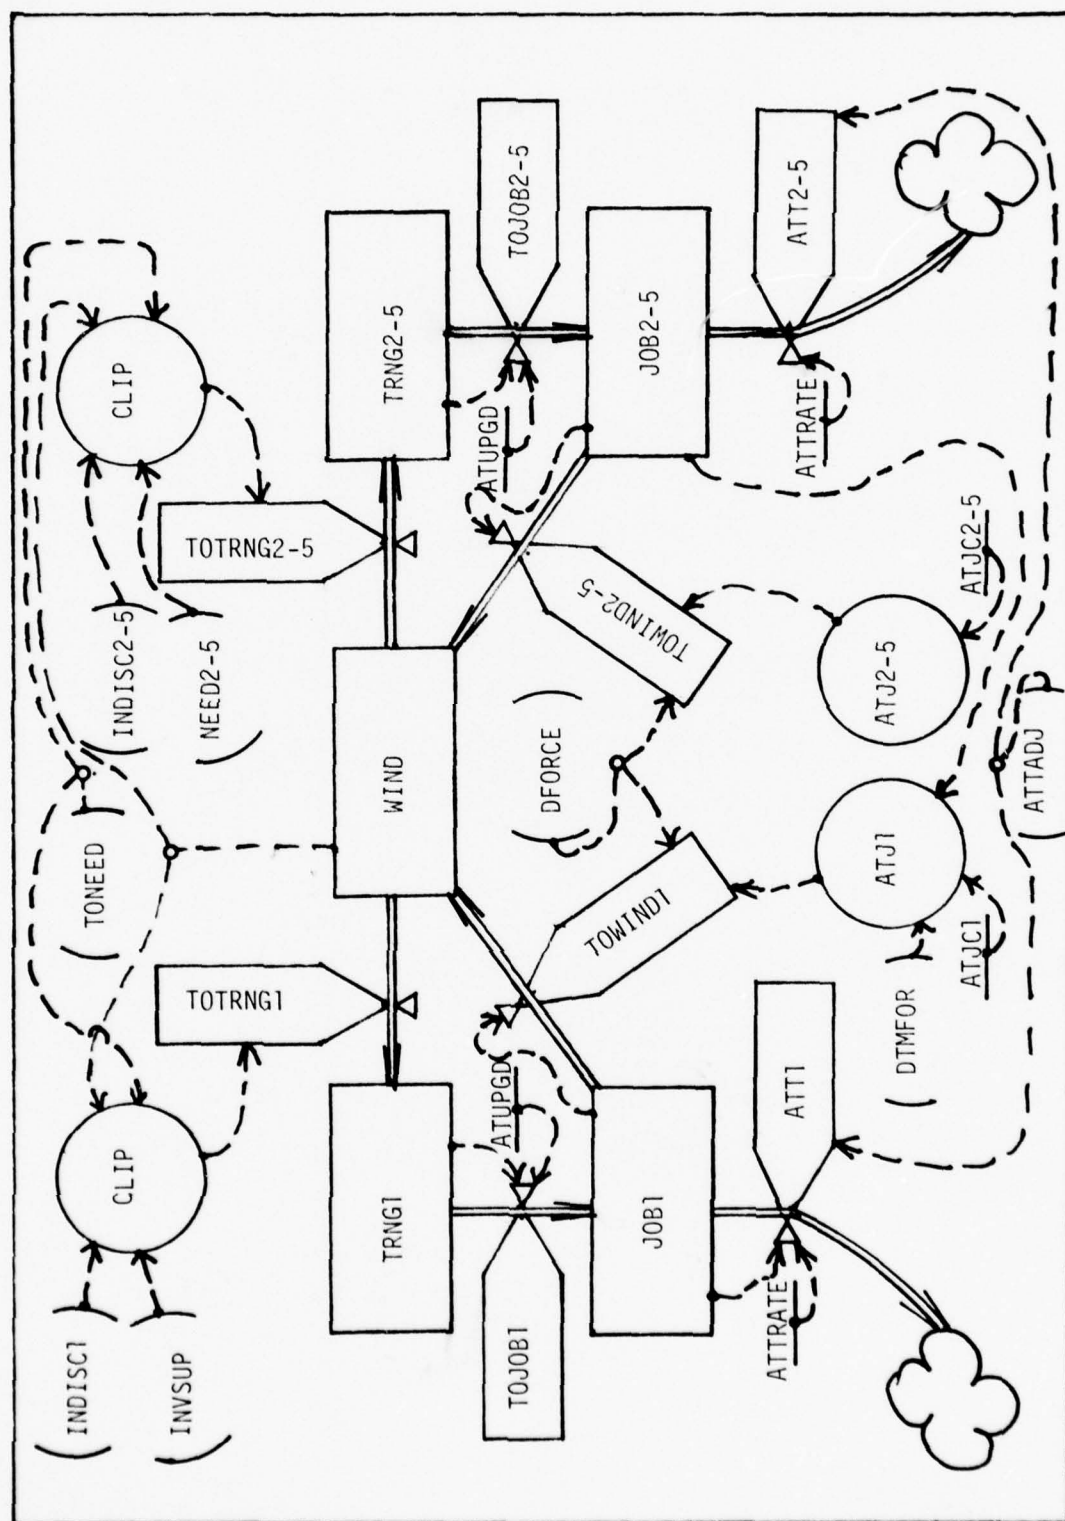 (INDISC1)
(INVSUP)
CLIP
(TONEED)
(INDISC2-5)
(NEED2-5)
CLIP
TOTRNG1
TOTRNG2-5
TRNG1
WIND
TRNG2-5
TOJOB1
ATUPGD
ATUPGD
TOJOB2-5
TOWIND1
(DFORCE)
TOWIND2-5
JOB1
JOB2-5
ATTRATE
ATT1
ATTRATE
ATT2-5
(DTMFOR)
ATJ1
ATJ2-5
ATJC1
ATJC2-5
(ATTADJ)